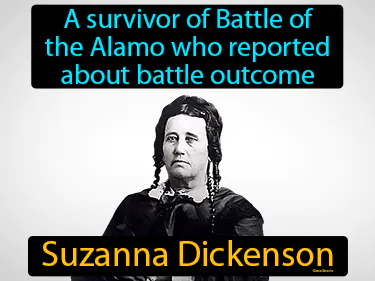 A survivor of Battle of
the Alamo who reported
about battle outcome
Suzanna Dickenson